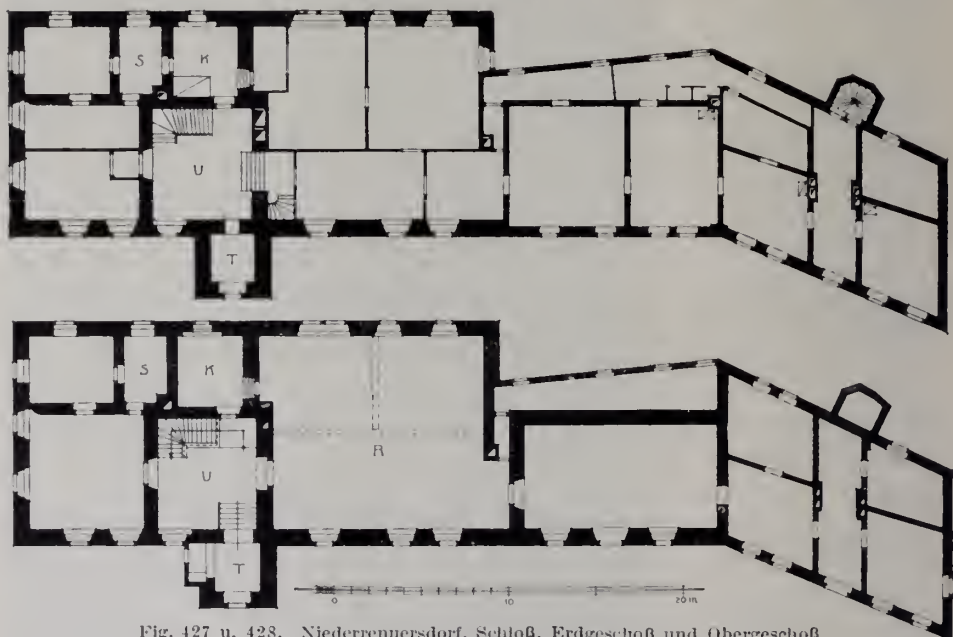 S K
U
T
S K
U R
T
0 10 20 m
Fig. 427 u. 428. Niederrennersdorf, Schloß, Erdgeschoß und Obergeschoß.